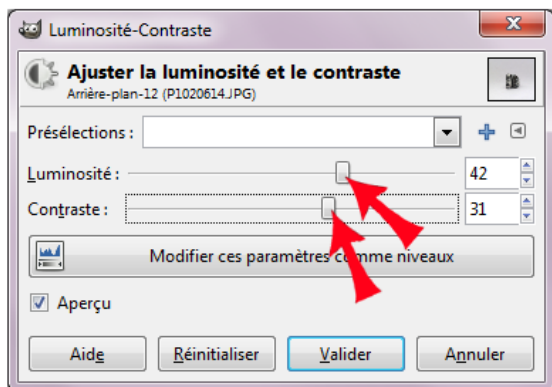 Luminosité-Contraste
Ajuster la luminosité et le contraste
Arrière-plan-12 (P1020614.JPG)
Présélections :
Luminosité : 42
Contraste : 31
Modifier ces paramètres comme niveaux
Aperçu
Aide Réinitialiser Valider Annuler